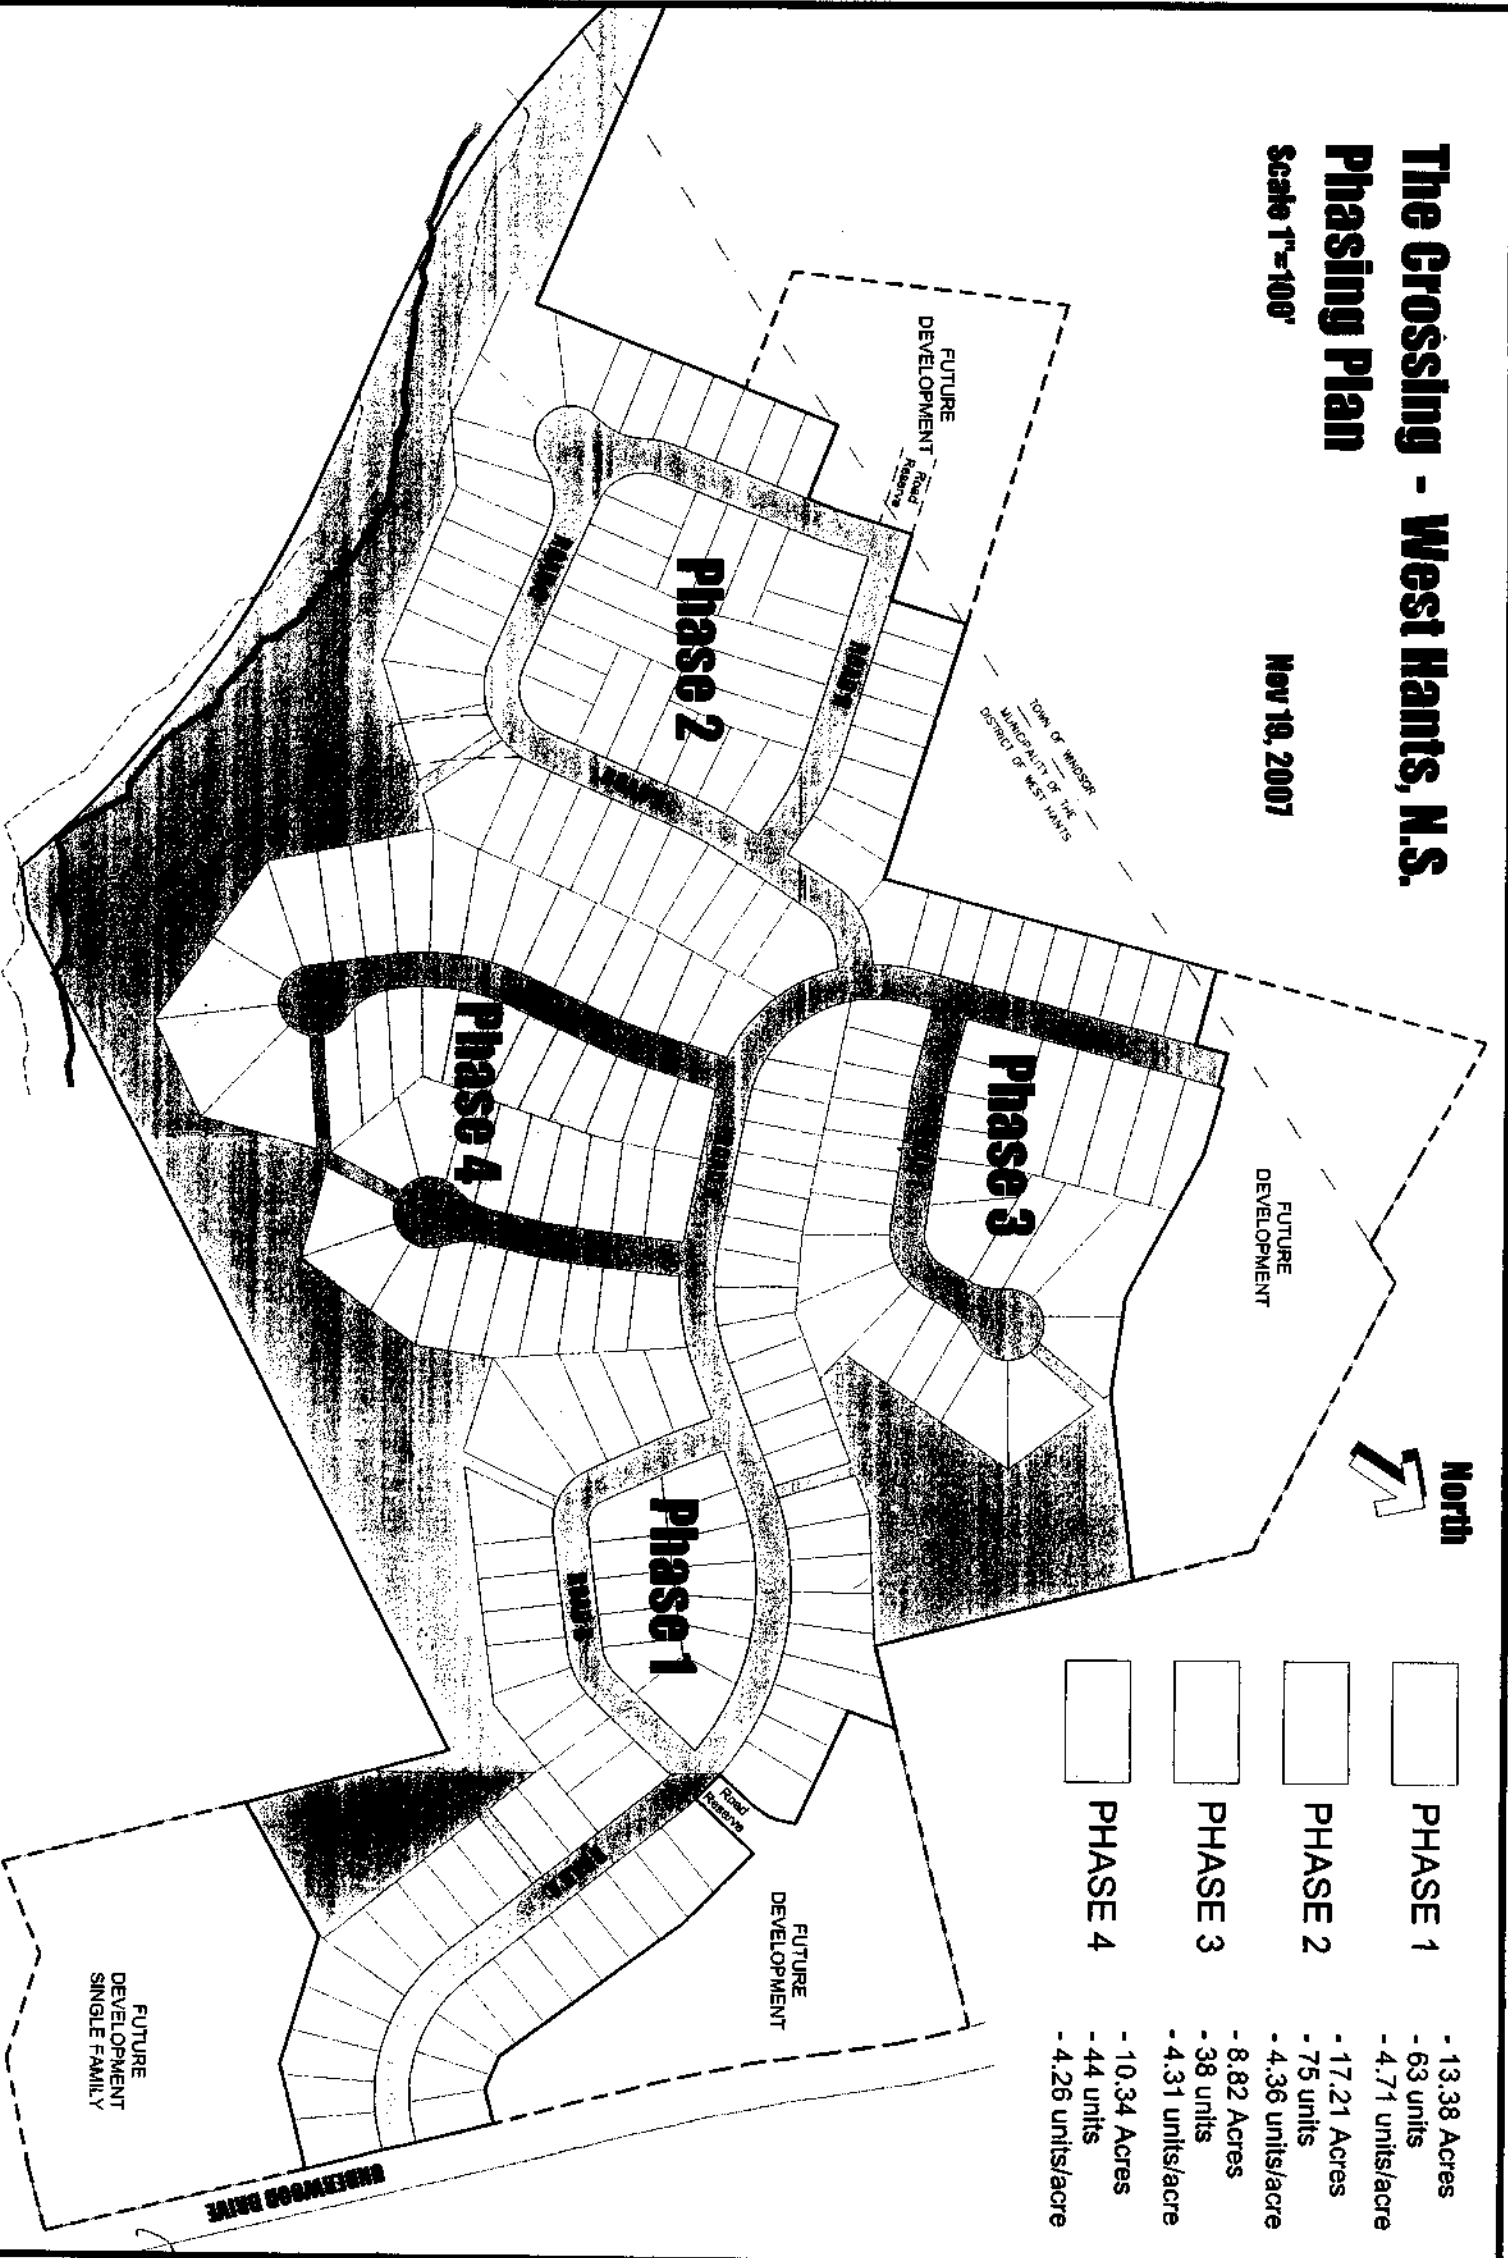 The Crossing - West Hants, N.S.
Phasing Plan
Scale 1"=100'
Nov 19, 2007
North
PHASE 1
- 13.38 Acres
- 63 units
- 4.71 units/acre
PHASE 2
- 17.21 Acres
- 75 units
- 4.36 units/acre
PHASE 3
- 8.82 Acres
- 38 units
- 4.31 units/acre
PHASE 4
- 10.34 Acres
- 44 units
- 4.26 units/acre
FUTURE
DEVELOPMENT
Road
Reserve
TOWN OF WINDSOR
MUNICIPALITY OF THE
DISTRICT OF WEST HANTS
FUTURE
DEVELOPMENT
Phase 2
Phase 3
Phase 4
Phase 1
Road
Reserve
FUTURE
DEVELOPMENT
FUTURE
DEVELOPMENT
SINGLE FAMILY
UNDERWOOD DRIVE